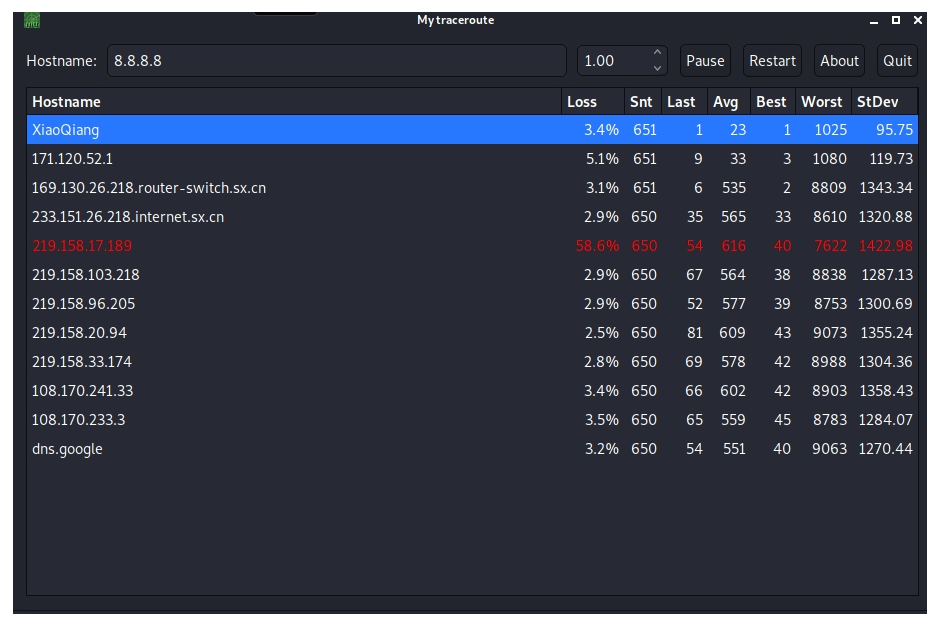 My traceroute
Hostname: 8.8.8.8 1.00 Pause Restart About Quit
Hostname Loss Snt Last Avg Best Worst StDev
XiaoQiang 3.4% 651 1 23 1 1025 95.75
171.120.52.1 5.1% 651 9 33 3 1080 119.73
169.130.26.218.router-switch.sx.cn 3.1% 651 6 535 2 8809 1343.34
233.151.26.218.internet.sx.cn 2.9% 650 35 565 33 8610 1320.88
219.158.17.189 58.6% 650 54 616 40 7622 1422.98
219.158.103.218 2.9% 650 67 564 38 8838 1287.13
219.158.96.205 2.9% 650 52 577 39 8753 1300.69
219.158.20.94 2.5% 650 81 609 43 9073 1355.24
219.158.33.174 2.8% 650 69 578 42 8988 1304.36
108.170.241.33 3.4% 650 66 602 42 8903 1358.43
108.170.233.3 3.5% 650 65 559 45 8783 1284.07
dns.google 3.2% 650 54 551 40 9063 1270.44